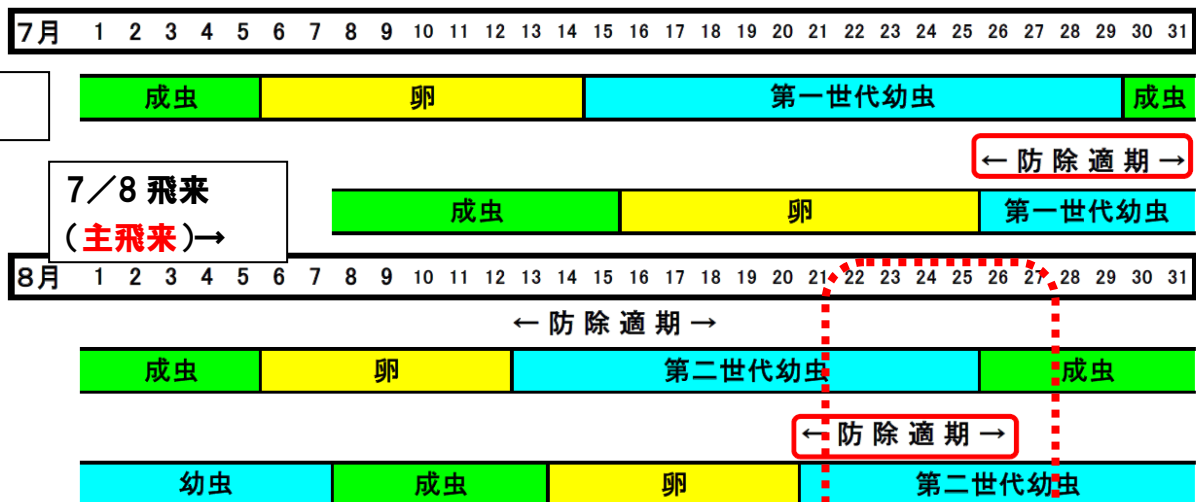 7月 1 2 3 4 5 6 7 8 9 10 11 12 13 14 15 16 17 18 19 20 21 22 23 24 25 26 27 28 29 30 31
成虫 卵 第一世代幼虫 成虫
←防除適期→
7／8 飛来
（主飛来）→
成虫 卵 第一世代幼虫
8月 1 2 3 4 5 6 7 8 9 10 11 12 13 14 15 16 17 18 19 20 21 22 23 24 25 26 27 28 29 30 31
←防除適期→
成虫 卵 第二世代幼虫 成虫
←防除適期→
幼虫 成虫 卵 第二世代幼虫